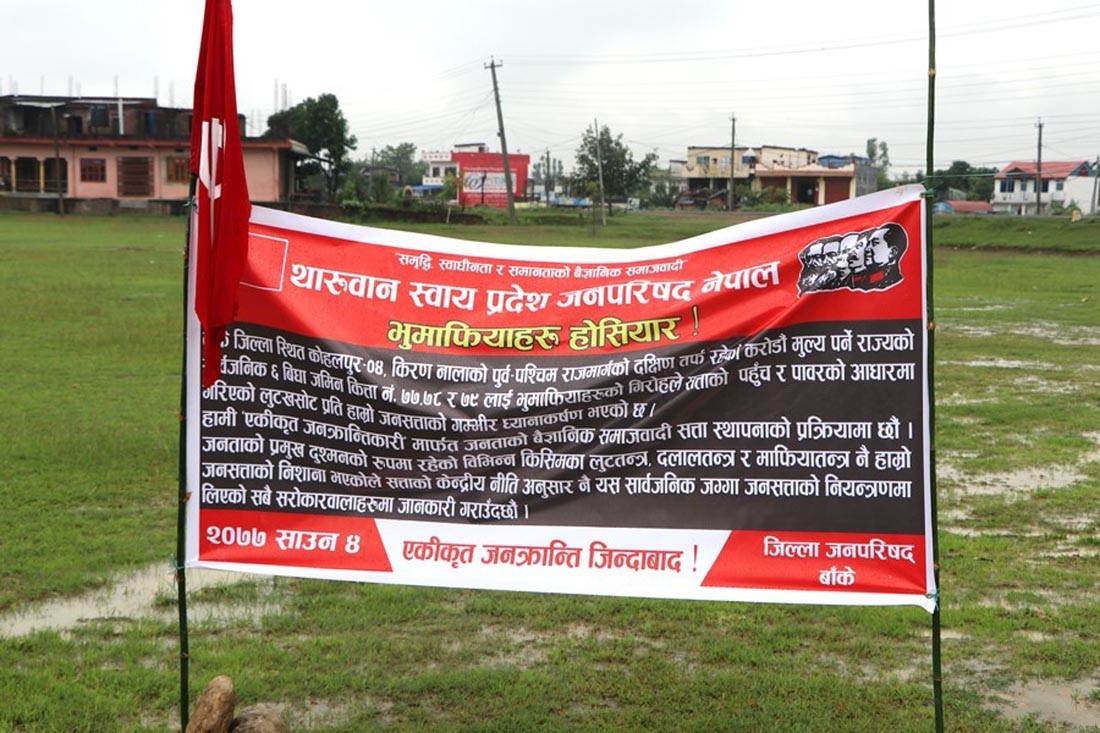 "समृद्धि, स्वाधीनता र समानताको बैज्ञानिक समाजवादी"
थारुवान स्वाय प्रदेश जनपरिषद नेपाल
भुमाफियाहरु होसियार !
जिल्ला स्थित कोहलपुर-०४, किरण नालाको पुर्व-पश्चिम राजमार्गको दक्षिण तर्फ रहेको करोडौ मुल्य पर्ने राज्यको
६ बिघा जमिन कित्ता नं. ७७,७८ र ७९ लाई भुमाफियाहरुको गिरोहले सताको पहुँच र पावरको आधारमा
गरिएको लुटखसोट प्रति हाम्रो जनसत्ताको गम्भीर ध्यानाकर्षण भएको छ ।
हामी 'एकीकृत जनक्रान्तिकारी' मार्फत जनताको बैज्ञानिक समाजवादी सत्ता स्थापनाको प्रक्रियामा छौं ।
जनताको प्रमुख दुश्मनको रुपमा रहेको विभिन्न किसिमका लुटतन्त्र, दलालतन्त्र र माफियातन्त्र नै हाम्रो
जनसत्ताको निशाना भएकोले सत्ताको केन्द्रीय नीति अनुसार नै यस सार्वजनिक जग्गा जनसत्ताको नियन्त्रणमा
लिएको सबै सरोकारवालाहरुमा जानकारी गराउँदछौं ।
२०७७ साउन ४
एकीकृत जनक्रान्ति जिन्दाबाद !
जिल्ला जनपरिषद्
बाँके